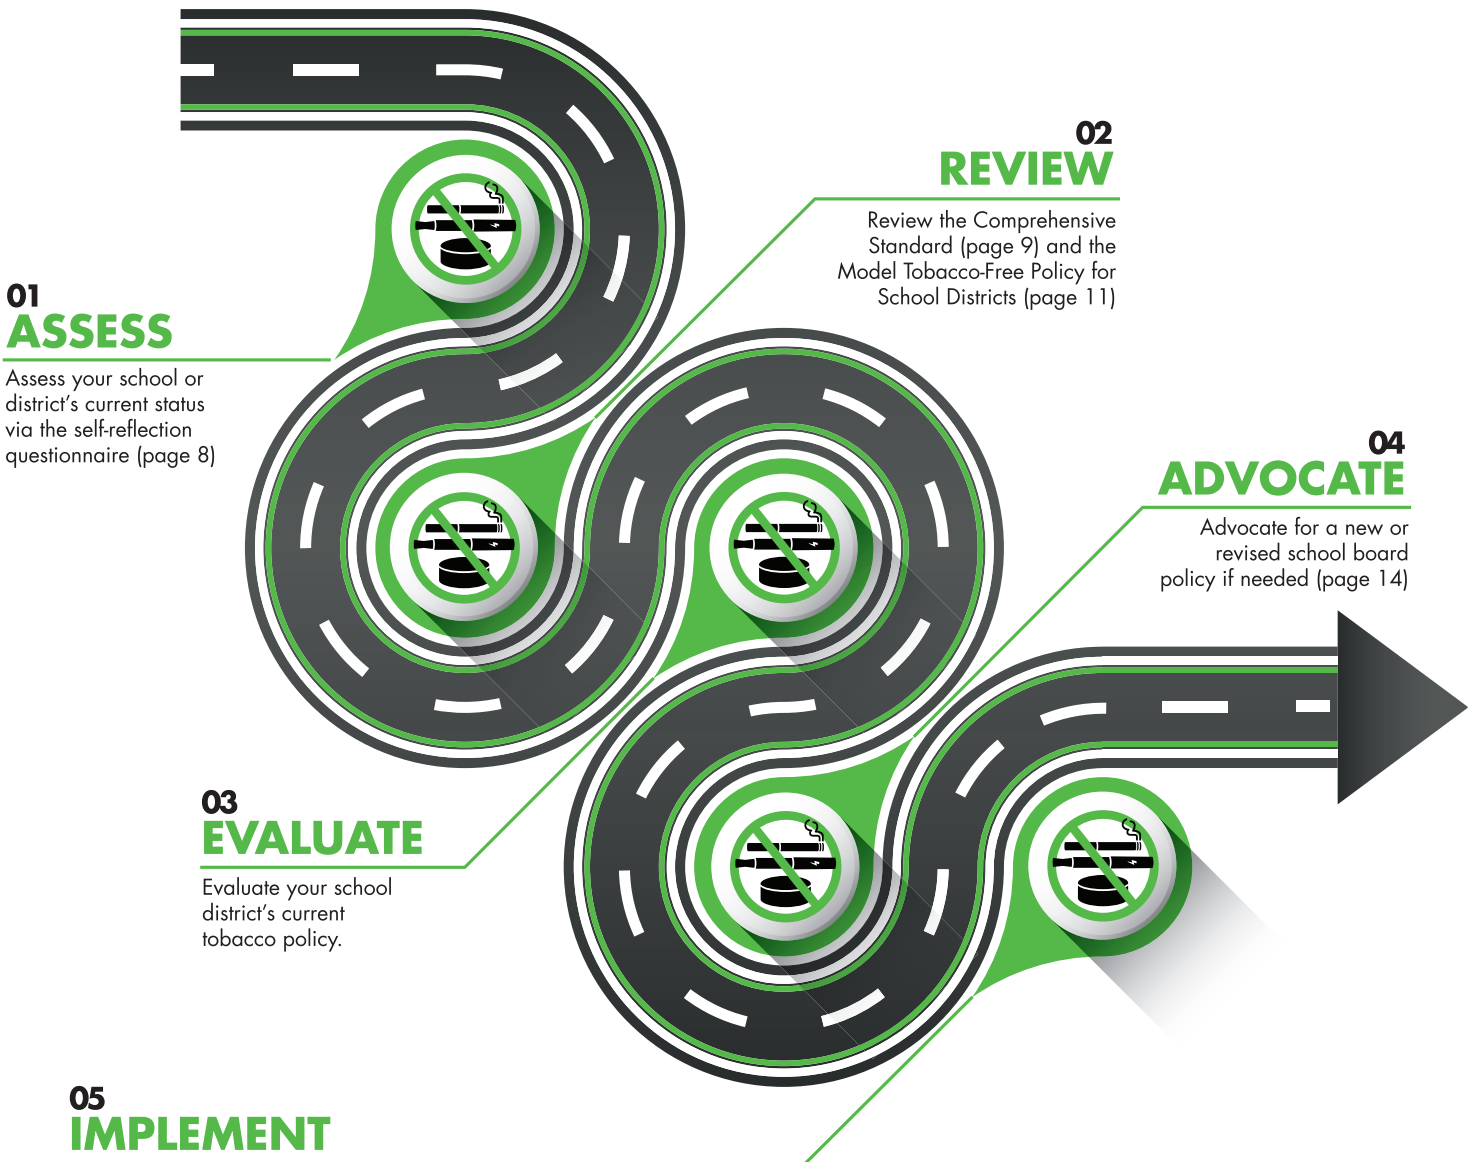 01
ASSESS
Assess your school or
district's current status
via the self-reflection
questionnaire (page 8)
02
REVIEW
Review the Comprehensive
Standard (page 9) and the
Model Tobacco-Free Policy for
School Districts (page 11)
03
EVALUATE
Evaluate your school
district's current
tobacco policy.
04
ADVOCATE
Advocate for a new or
revised school board
policy if needed (page 14)
05
IMPLEMENT